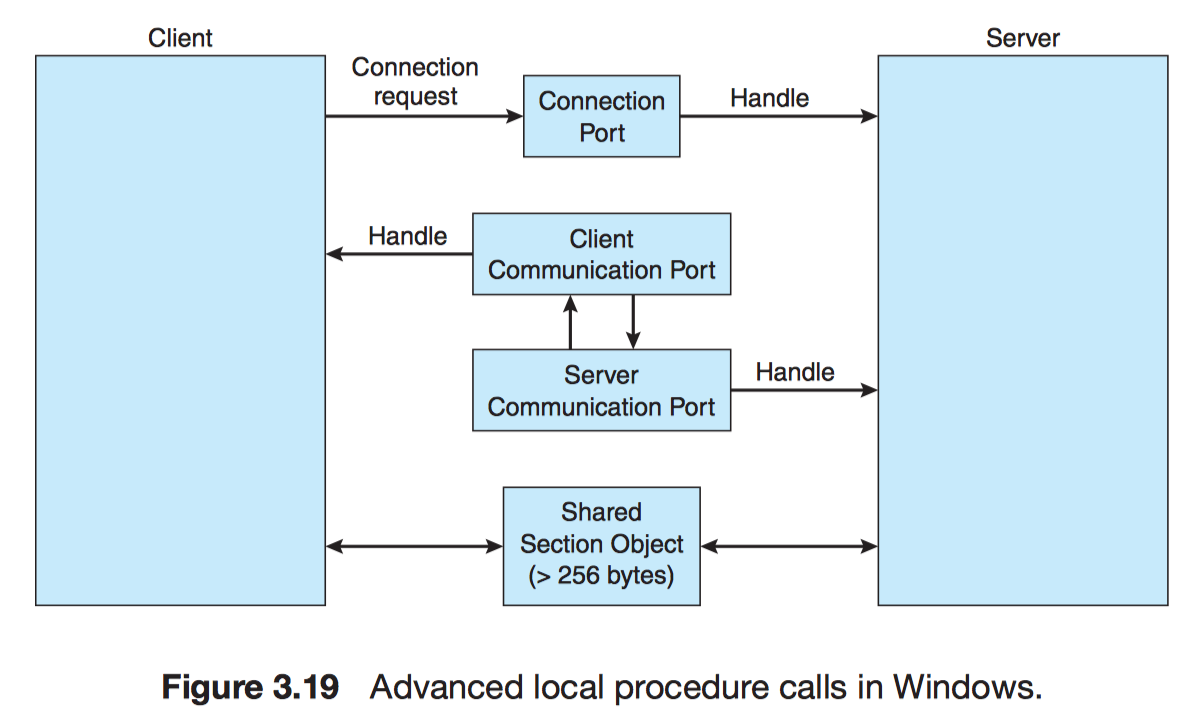 Client
Server
Connection
request
Connection
Port
Handle
Handle
Client
Communication Port
Server
Communication Port
Handle
Shared
Section Object
(> 256 bytes)
Figure 3.19 Advanced local procedure calls in Windows.